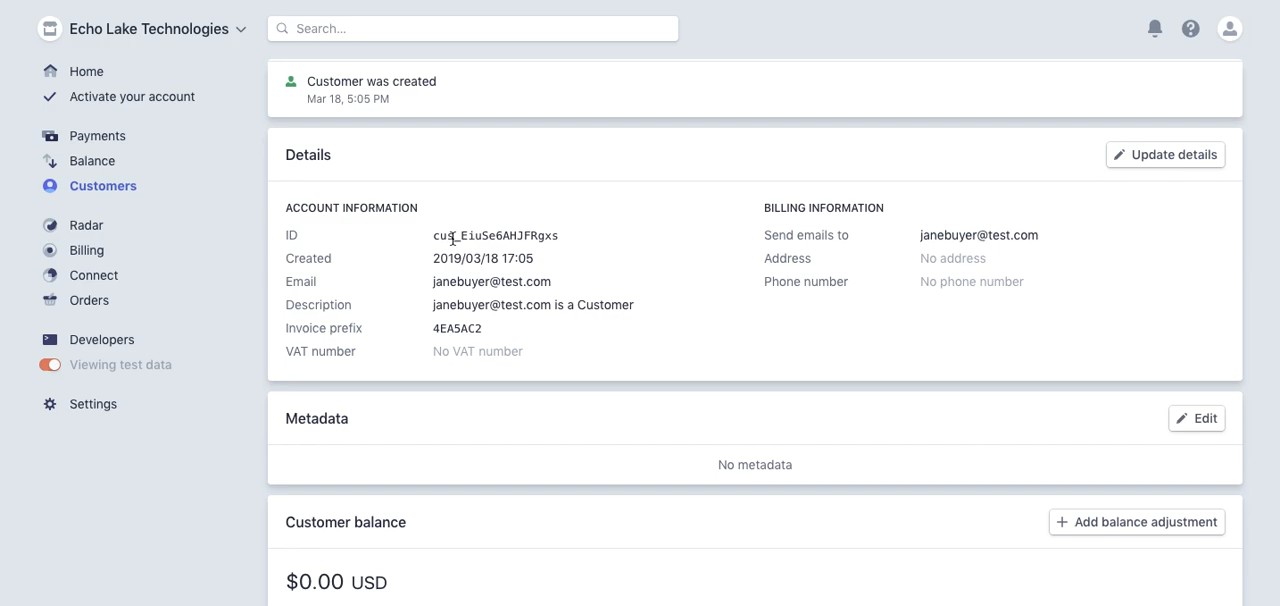 Echo Lake Technologies
Search...
Home
Activate your account
Payments
Balance
Customers
Radar
Billing
Connect
Orders
Developers
Viewing test data
Settings
Customer was created
Mar 18, 5:05 PM
Details
Update details
ACCOUNT INFORMATION
ID cus_EiuSe6AHJFRgxs
Created 2019/03/18 17:05
Email janebuyer@test.com
Description janebuyer@test.com is a Customer
Invoice prefix 4EA5AC2
VAT number No VAT number
BILLING INFORMATION
Send emails to janebuyer@test.com
Address No address
Phone number No phone number
Metadata
Edit
No metadata
Customer balance
Add balance adjustment
$0.00 USD